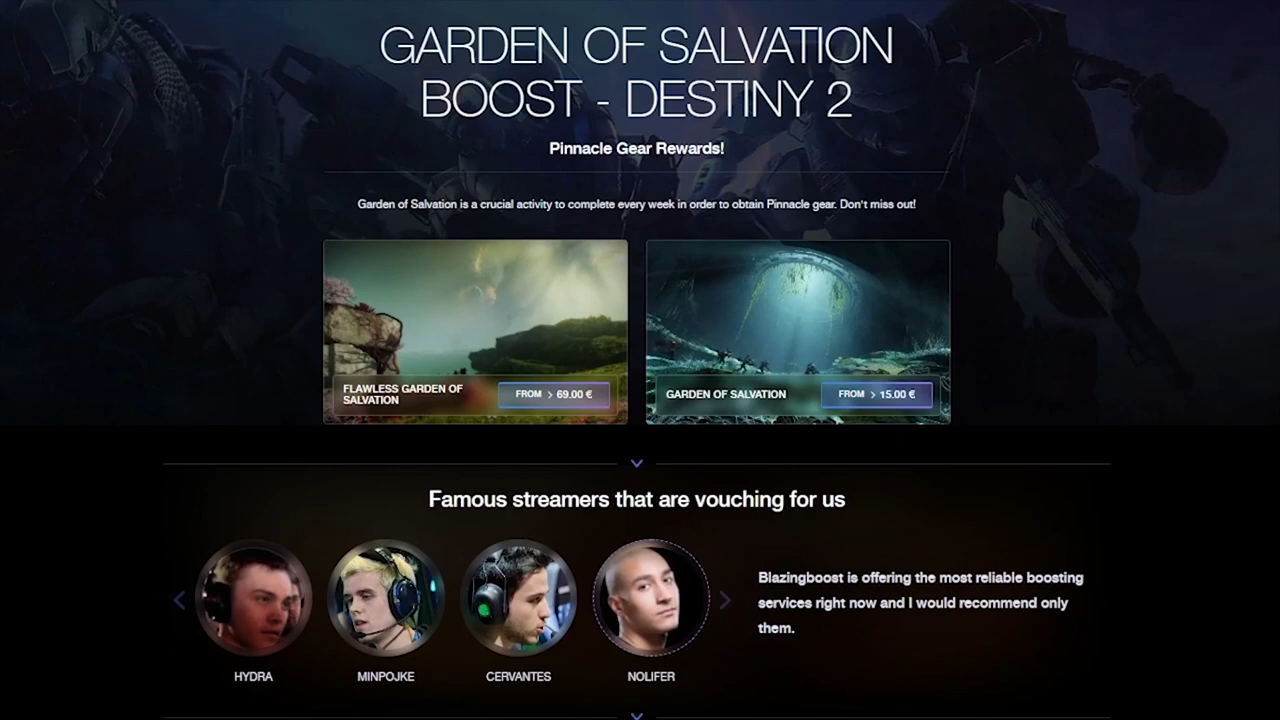 GARDEN OF SALVATION
BOOST - DESTINY 2
Pinnacle Gear Rewards!
Garden of Salvation is a crucial activity to complete every week in order to obtain Pinnacle gear. Don't miss out!
FLAWLESS GARDEN OF
SALVATION
FROM > 69.00 €
GARDEN OF SALVATION
FROM > 15.00 €
Famous streamers that are vouching for us
Blazingboost is offering the most reliable boosting
services right now and I would recommend only
them.
HYDRA
MINPOJKE
CERVANTES
NOLIFER